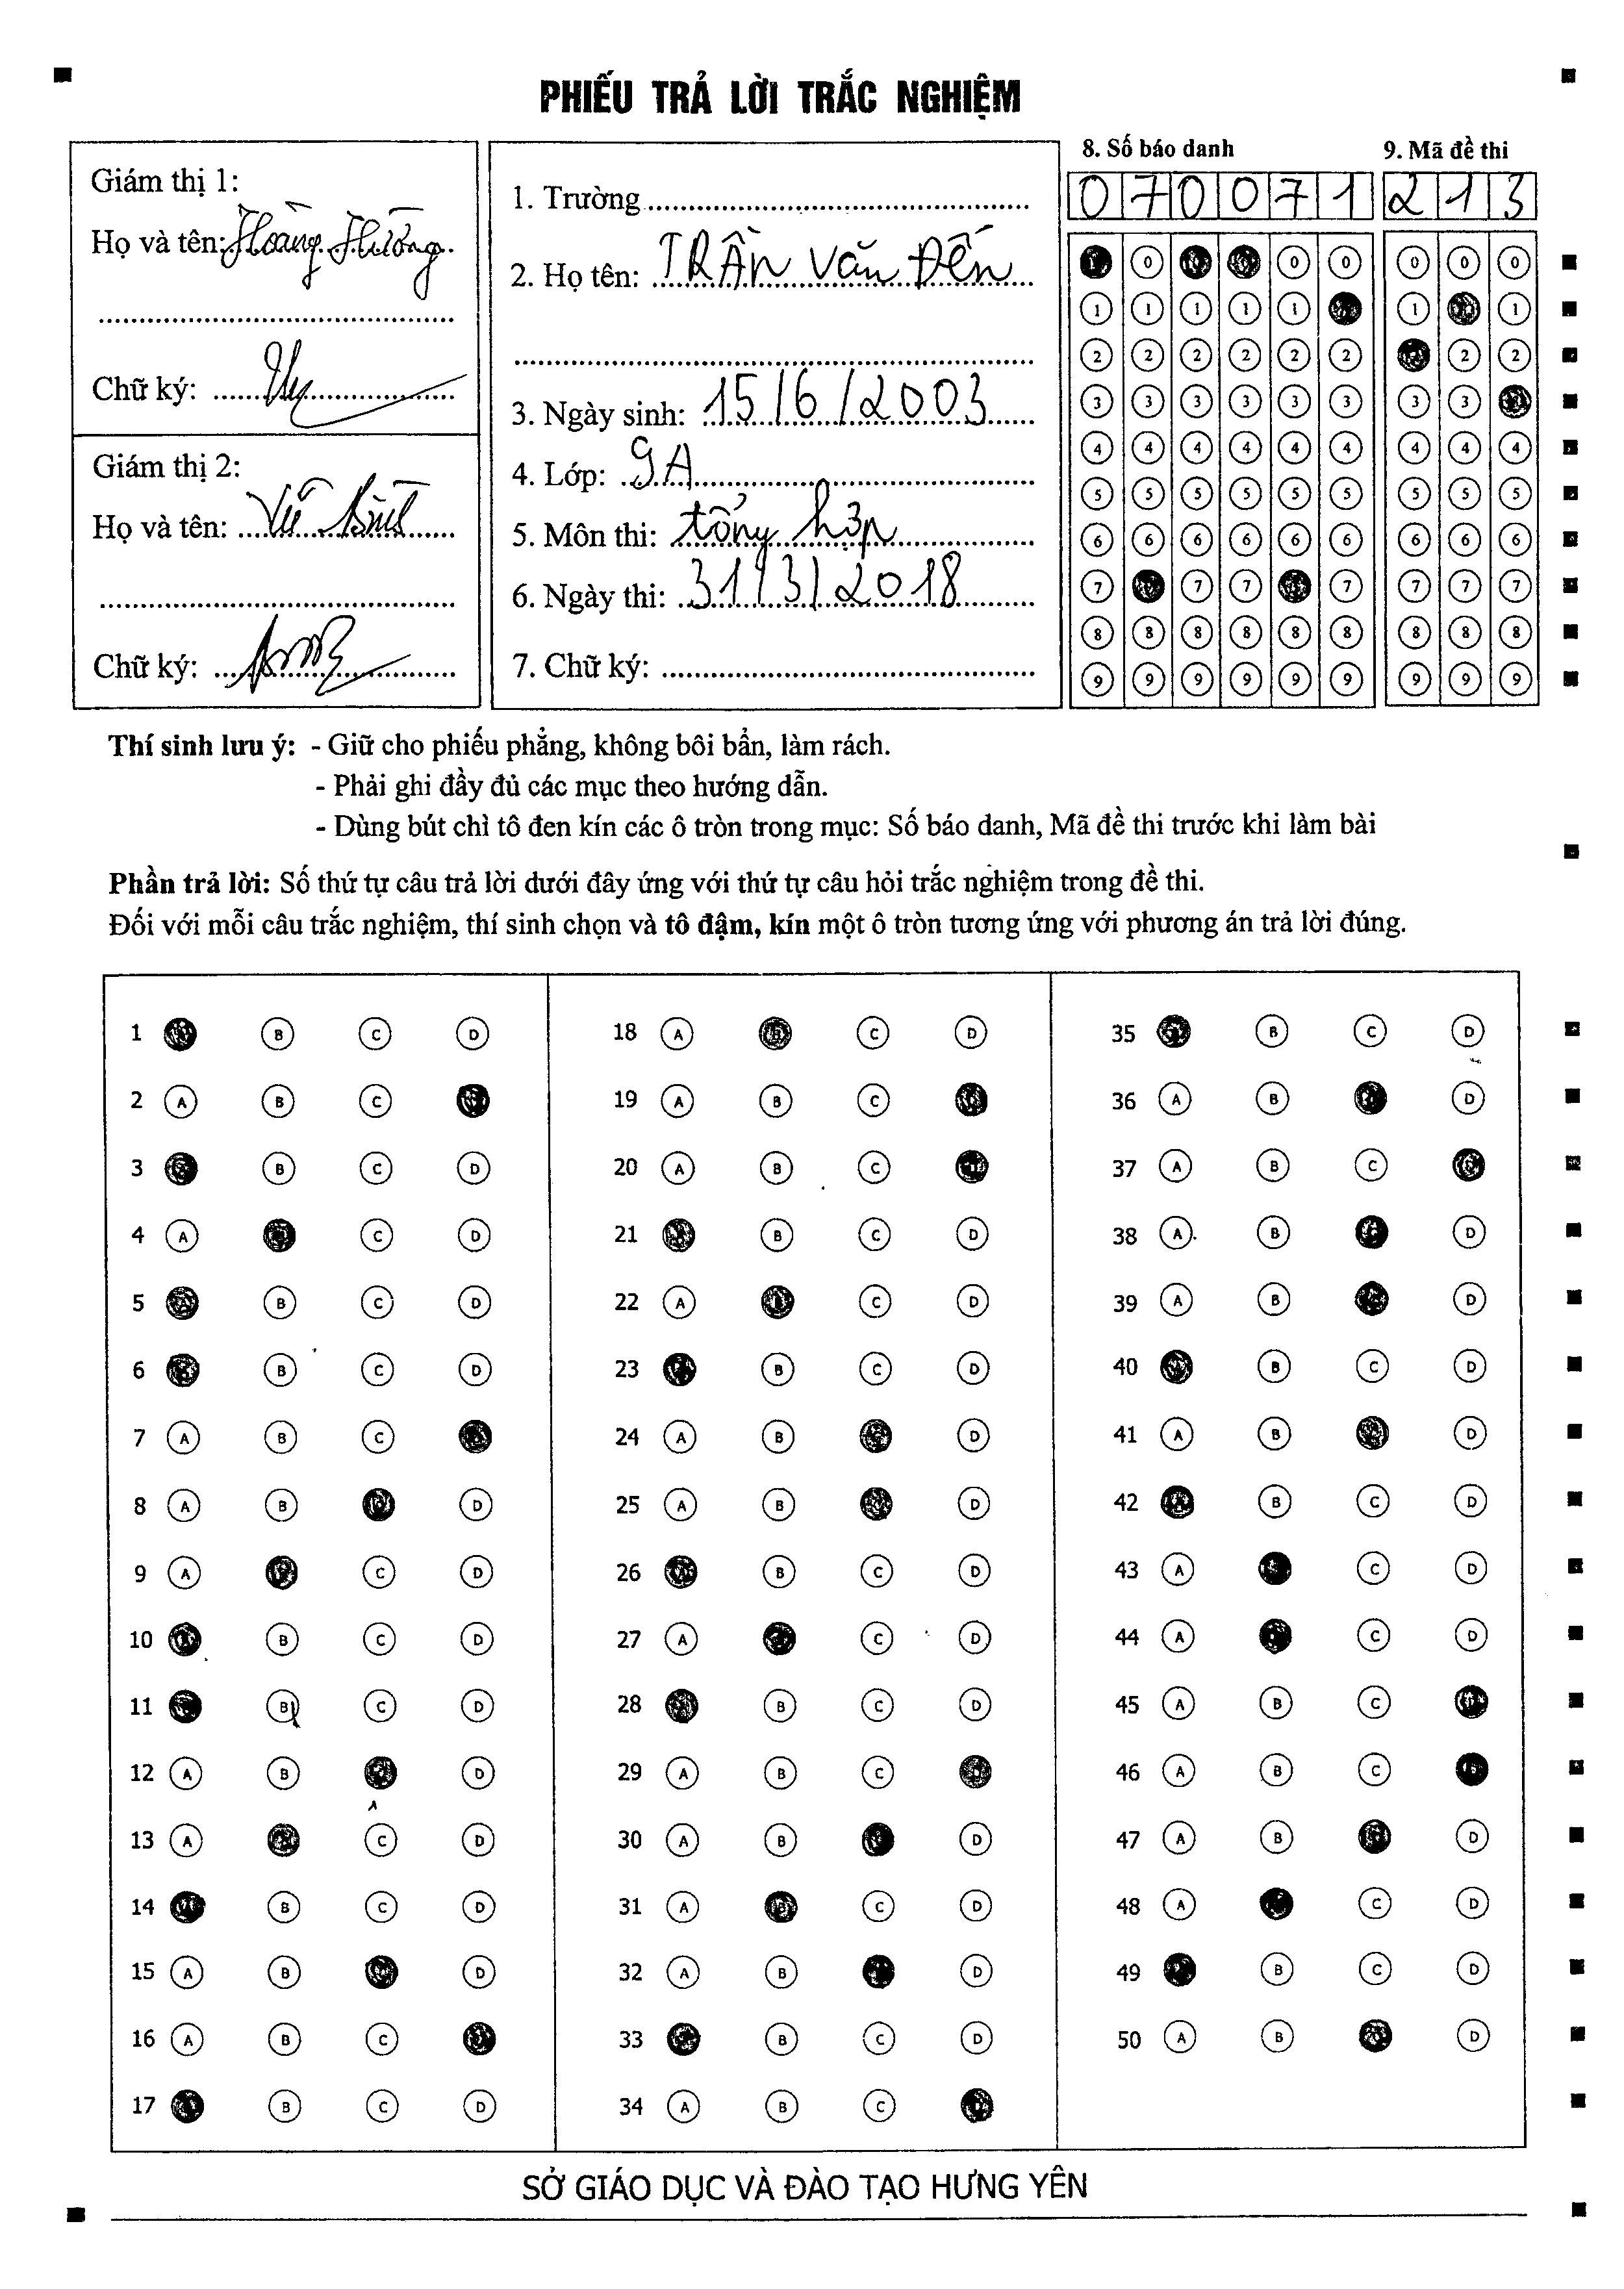 PHIẾU TRẢ LỜI TRẮC NGHIỆM
Giám thị 1:
Họ và tên: Hoàng Hường
Chữ ký:
Giám thị 2:
Họ và tên: Vũ
Chữ ký:
1. Trường
2. Họ tên: TRẦN Văn Đến
3. Ngày sinh: 15/6/2003
4. Lớp: 9A
5. Môn thi: tổng hợp
6. Ngày thi: 31/3/2018
7. Chữ ký:
8. Số báo danh
070071
0 0 0 0
1 1 1 1 1
2 2 2 2 2 2
3 3 3 3 3 3
4 4 4 4 4 4
5 5 5 5 5 5
6 6 6 6 6 6
7 7 7 7
8 8 8 8 8 8
9 9 9 9 9 9
9. Mã đề thi
213
0 0 0
1 1
2 2
3 3
4 4 4
5 5 5
6 6 6
7 7 7
8 8 8
9 9 9
Thí sinh lưu ý: - Giữ cho phiếu phẳng, không bôi bẩn, làm rách.
- Phải ghi đầy đủ các mục theo hướng dẫn.
- Dùng bút chì tô đen kín các ô tròn trong mục: Số báo danh, Mã đề thi trước khi làm bài
Phần trả lời: Số thứ tự câu trả lời dưới đây ứng với thứ tự câu hỏi trắc nghiệm trong đề thi.
Đối với mỗi câu trắc nghiệm, thí sinh chọn và tô đậm, kín một ô tròn tương ứng với phương án trả lời đúng.
1 B C D
2 A B C
3 B C D
4 A C D
5 B C D
6 B C D
7 A B C
8 A B D
9 A C D
10 B C D
11 B C D
12 A B D
13 A C D
14 B C D
15 A B D
16 A B C
17 B C D
18 A B C D
19 A B C
20 A B C
21 B C D
22 A C D
23 B C D
24 A B D
25 A B D
26 B C D
27 A C D
28 B C D
29 A B C
30 A B D
31 A B C D
32 A B D
33 B C D
34 A B C
35 B C D
36 A B D
37 A B C
38 A B D
39 A B D
40 B C D
41 A B D
42 B C D
43 A C D
44 A C D
45 A B C
46 A B C
47 A B D
48 A C D
49 B C D
50 A B D
SỞ GIÁO DỤC VÀ ĐÀO TẠO HƯNG YÊN